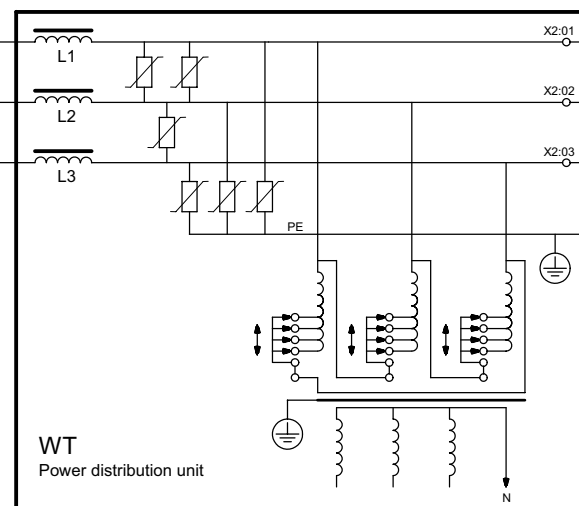 X2:01
L1
X2:02
L2
X2:03
L3
PE
WT
Power distribution unit
N